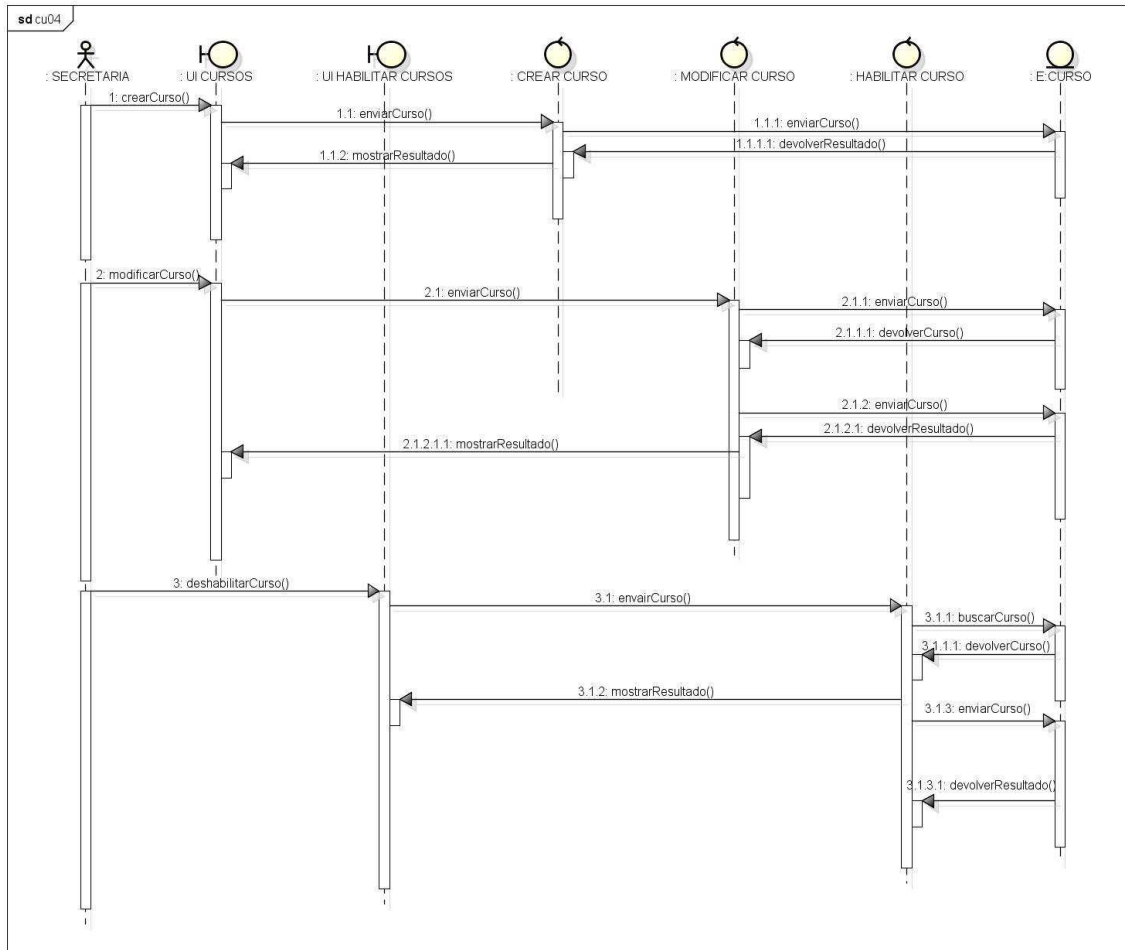 sd cu04
: SECRETARIA
: UI CURSOS
: UI HABILITAR CURSOS
: CREAR CURSO
: MODIFICAR CURSO
: HABILITAR CURSO
: E:CURSO
1: crearCurso()
1.1: enviarCurso()
1.1.1: enviarCurso()
1.1.1.1: devolverResultado()
1.1.2: mostrarResultado()
2: modificarCurso()
2.1: enviarCurso()
2.1.1: enviarCurso()
2.1.1.1: devolverCurso()
2.1.2: enviarCurso()
2.1.2.1: devolverResultado()
2.1.2.1.1: mostrarResultado()
3: deshabilitarCurso()
3.1: envairCurso()
3.1.1: buscarCurso()
3.1.1.1: devolverCurso()
3.1.2: mostrarResultado()
3.1.3: enviarCurso()
3.1.3.1: devolverResultado()